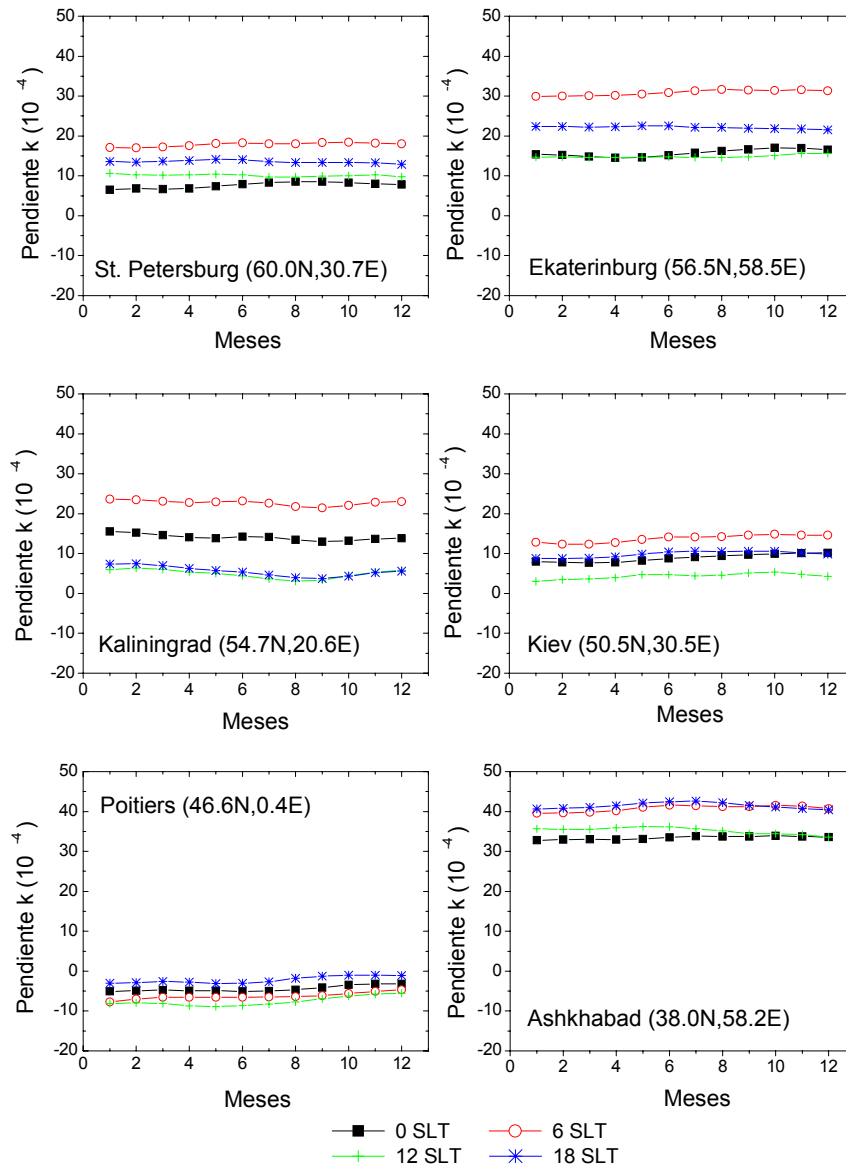 50
40
30
20
10
0
-10
-20
Pendiente k (10 -4)
St. Petersburg (60.0N,30.7E)
0 2 4 6 8 10 12
Meses
50
40
30
20
10
0
-10
-20
Pendiente k (10 -4)
Ekaterinburg (56.5N,58.5E)
0 2 4 6 8 10 12
Meses
50
40
30
20
10
0
-10
-20
Pendiente k (10 -4)
Kaliningrad (54.7N,20.6E)
0 2 4 6 8 10 12
Meses
50
40
30
20
10
0
-10
-20
Pendiente k (10 -4)
Kiev (50.5N,30.5E)
0 2 4 6 8 10 12
Meses
50
40
30
20
10
0
-10
-20
Pendiente k (10 -4)
Poitiers (46.6N,0.4E)
0 2 4 6 8 10 12
Meses
50
40
30
20
10
0
-10
-20
Pendiente k (10 -4)
Ashkhabad (38.0N,58.2E)
0 2 4 6 8 10 12
Meses
0 SLT 6 SLT
12 SLT 18 SLT